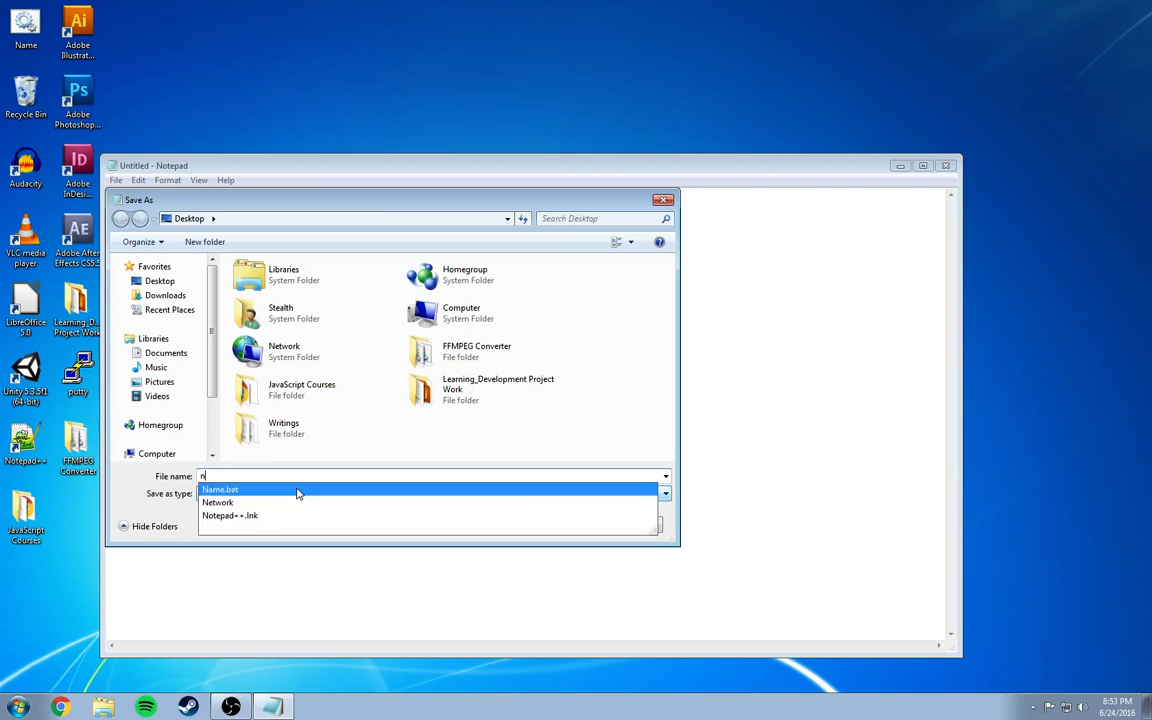 Name
Adobe
Illustrat...
Recycle Bin
Adobe
Photoshop...
Audacity
Adobe
InDesi...
VLC media
player
Adobe After
Effects CS5.5
LibreOffice
5.0
Learning_D...
Project Work
Unity 5.3.5f1
(64-bit)
putty
Notepad++
FFMPEG
Converter
JavaScript
Courses
Untitled - Notepad
File Edit Format View Help
Save As
Desktop
Search Desktop
Organize
New folder
Favorites
Desktop
Downloads
Recent Places
Libraries
Documents
Music
Pictures
Videos
Homegroup
Computer
Libraries
System Folder
Homegroup
System Folder
Stealth
System Folder
Computer
System Folder
Network
System Folder
FFMPEG Converter
File folder
JavaScript Courses
File folder
Learning_Development Project
Work
File folder
Writings
File folder
File name: n
Save as type:
Name.bat
Network
Notepad++.lnk
Hide Folders
8:53 PM
6/24/2016